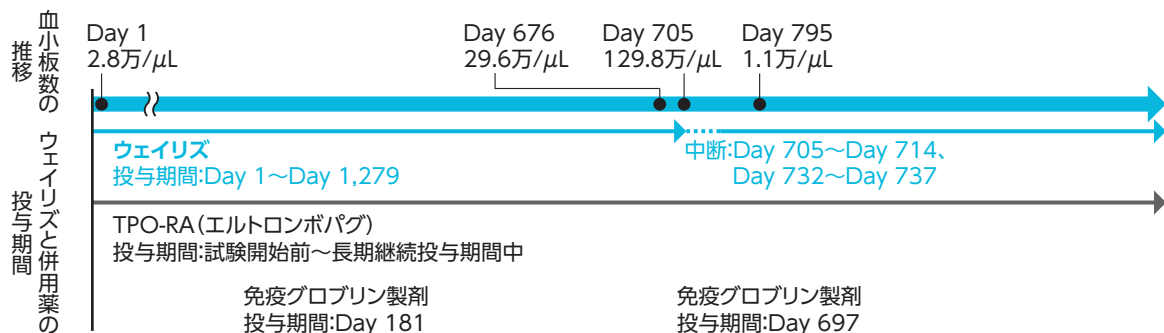 血小板数の
推移
Day 1
2.8万/μL
Day 676
29.6万/μL
Day 705
129.8万/μL
Day 795
1.1万/μL
ウェイリズと併用薬の
投与期間
ウェイリズ
投与期間:Day 1～Day 1,279
中断:Day 705～Day 714、
Day 732～Day 737
TPO-RA（エルトロンボパグ）
投与期間:試験開始前～長期継続投与期間中
免疫グロブリン製剤
投与期間:Day 181
免疫グロブリン製剤
投与期間:Day 697